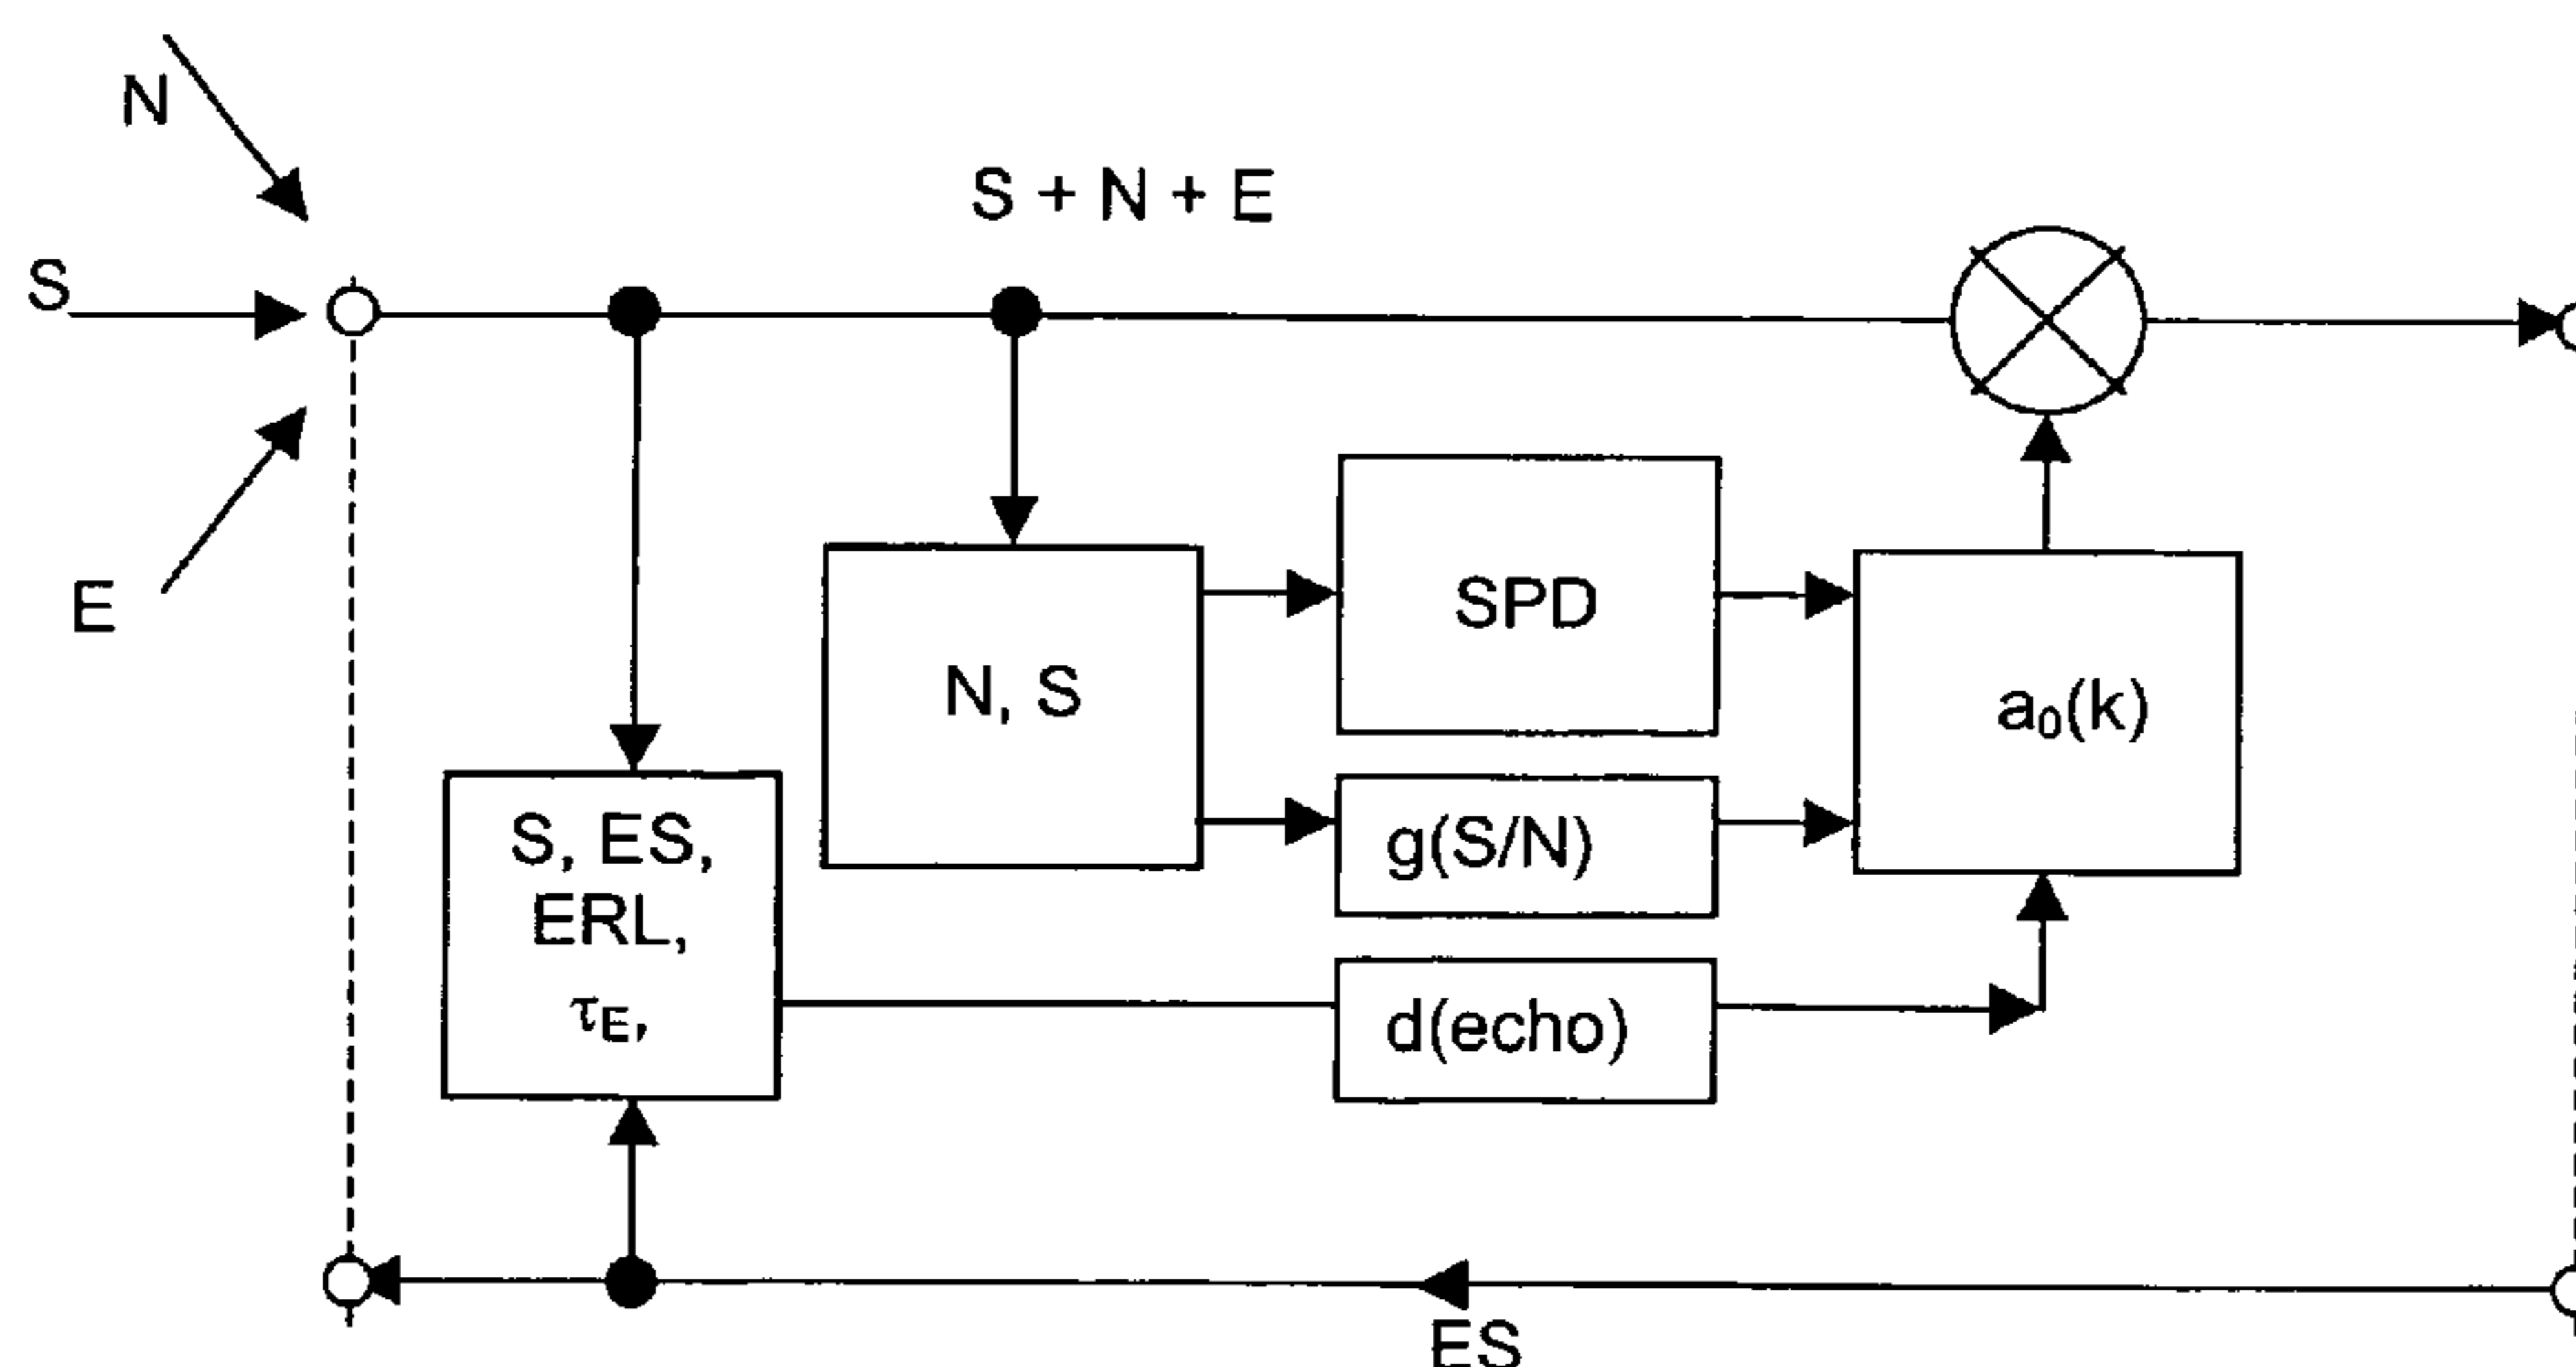 N
S + N + E
S
E
SPD
N, S
a₀(k)
S, ES,
ERL,
τE,
g(S/N)
d(echo)
ES